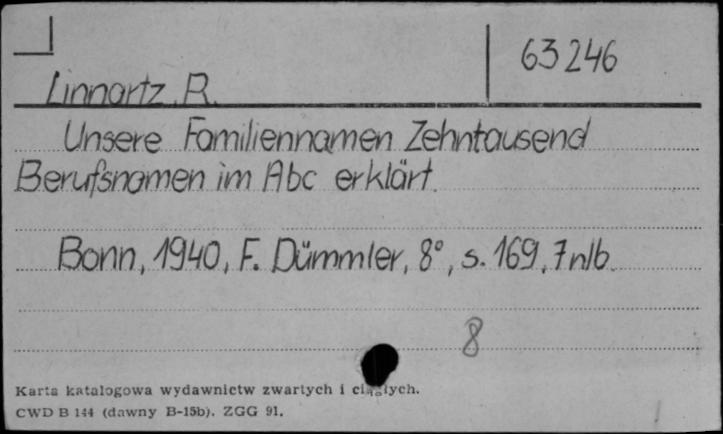 63246
Linnartz, R.
Unsere Familiennamen Zehntausend
Berufsnamen im Abc erklärt.
Bonn, 1940, F. Dümmler, 8°, s. 169, 7 nlb.
8
Karta katalogowa wydawnictw zwartych i ciągłych.
CWD B 144 (dawny B-15b). ZGG 91.